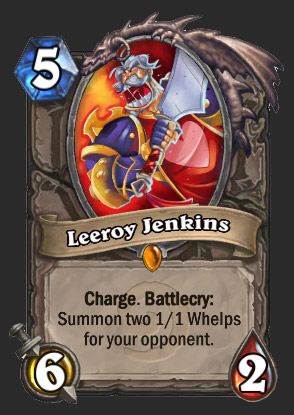 5
Leeroy Jenkins
Charge. Battlecry:
Summon two 1/1 Whelps
for your opponent.
6
2